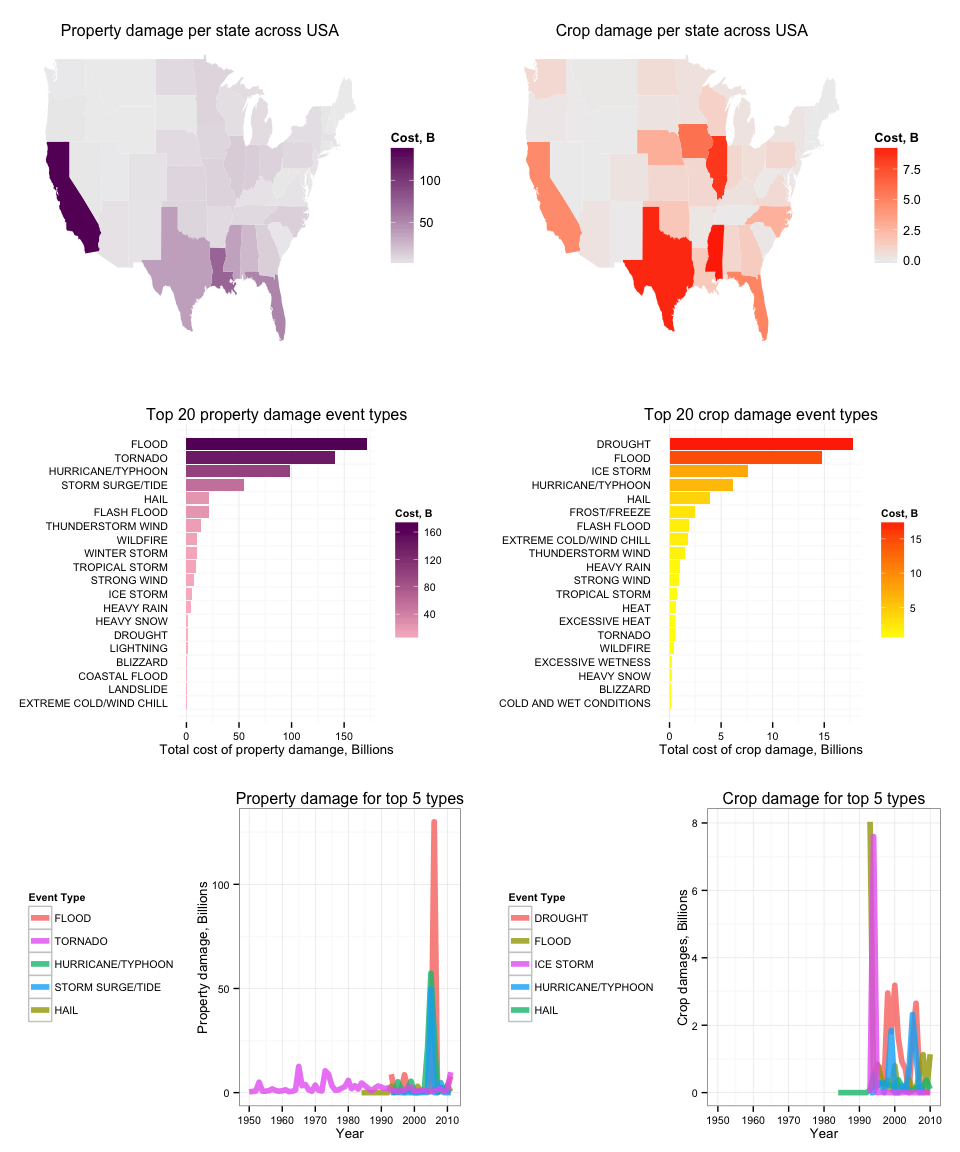 Property damage per state across USA
Cost, B
100
50
Crop damage per state across USA
Cost, B
7.5
5.0
2.5
0.0
Top 20 property damage event types
FLOOD
TORNADO
HURRICANE/TYPHOON
STORM SURGE/TIDE
HAIL
FLASH FLOOD
THUNDERSTORM WIND
WILDFIRE
WINTER STORM
TROPICAL STORM
STRONG WIND
ICE STORM
HEAVY RAIN
HEAVY SNOW
DROUGHT
LIGHTNING
BLIZZARD
COASTAL FLOOD
LANDSLIDE
EXTREME COLD/WIND CHILL
0 50 100 150
Total cost of property damange, Billions
Cost, B
160
120
80
40
Top 20 crop damage event types
DROUGHT
FLOOD
ICE STORM
HURRICANE/TYPHOON
HAIL
FROST/FREEZE
FLASH FLOOD
EXTREME COLD/WIND CHILL
THUNDERSTORM WIND
HEAVY RAIN
STRONG WIND
TROPICAL STORM
HEAT
EXCESSIVE HEAT
TORNADO
WILDFIRE
EXCESSIVE WETNESS
HEAVY SNOW
BLIZZARD
COLD AND WET CONDITIONS
0 5 10 15
Total cost of crop damage, Billions
Cost, B
15
10
5
Property damage for top 5 types
Event Type
FLOOD
TORNADO
HURRICANE/TYPHOON
STORM SURGE/TIDE
HAIL
Property damage, Billions
100
50
0
1950 1960 1970 1980 1990 2000 2010
Year
Crop damage for top 5 types
Event Type
DROUGHT
FLOOD
ICE STORM
HURRICANE/TYPHOON
HAIL
Crop damages, Billions
8
6
4
2
0
1950 1960 1970 1980 1990 2000 2010
Year